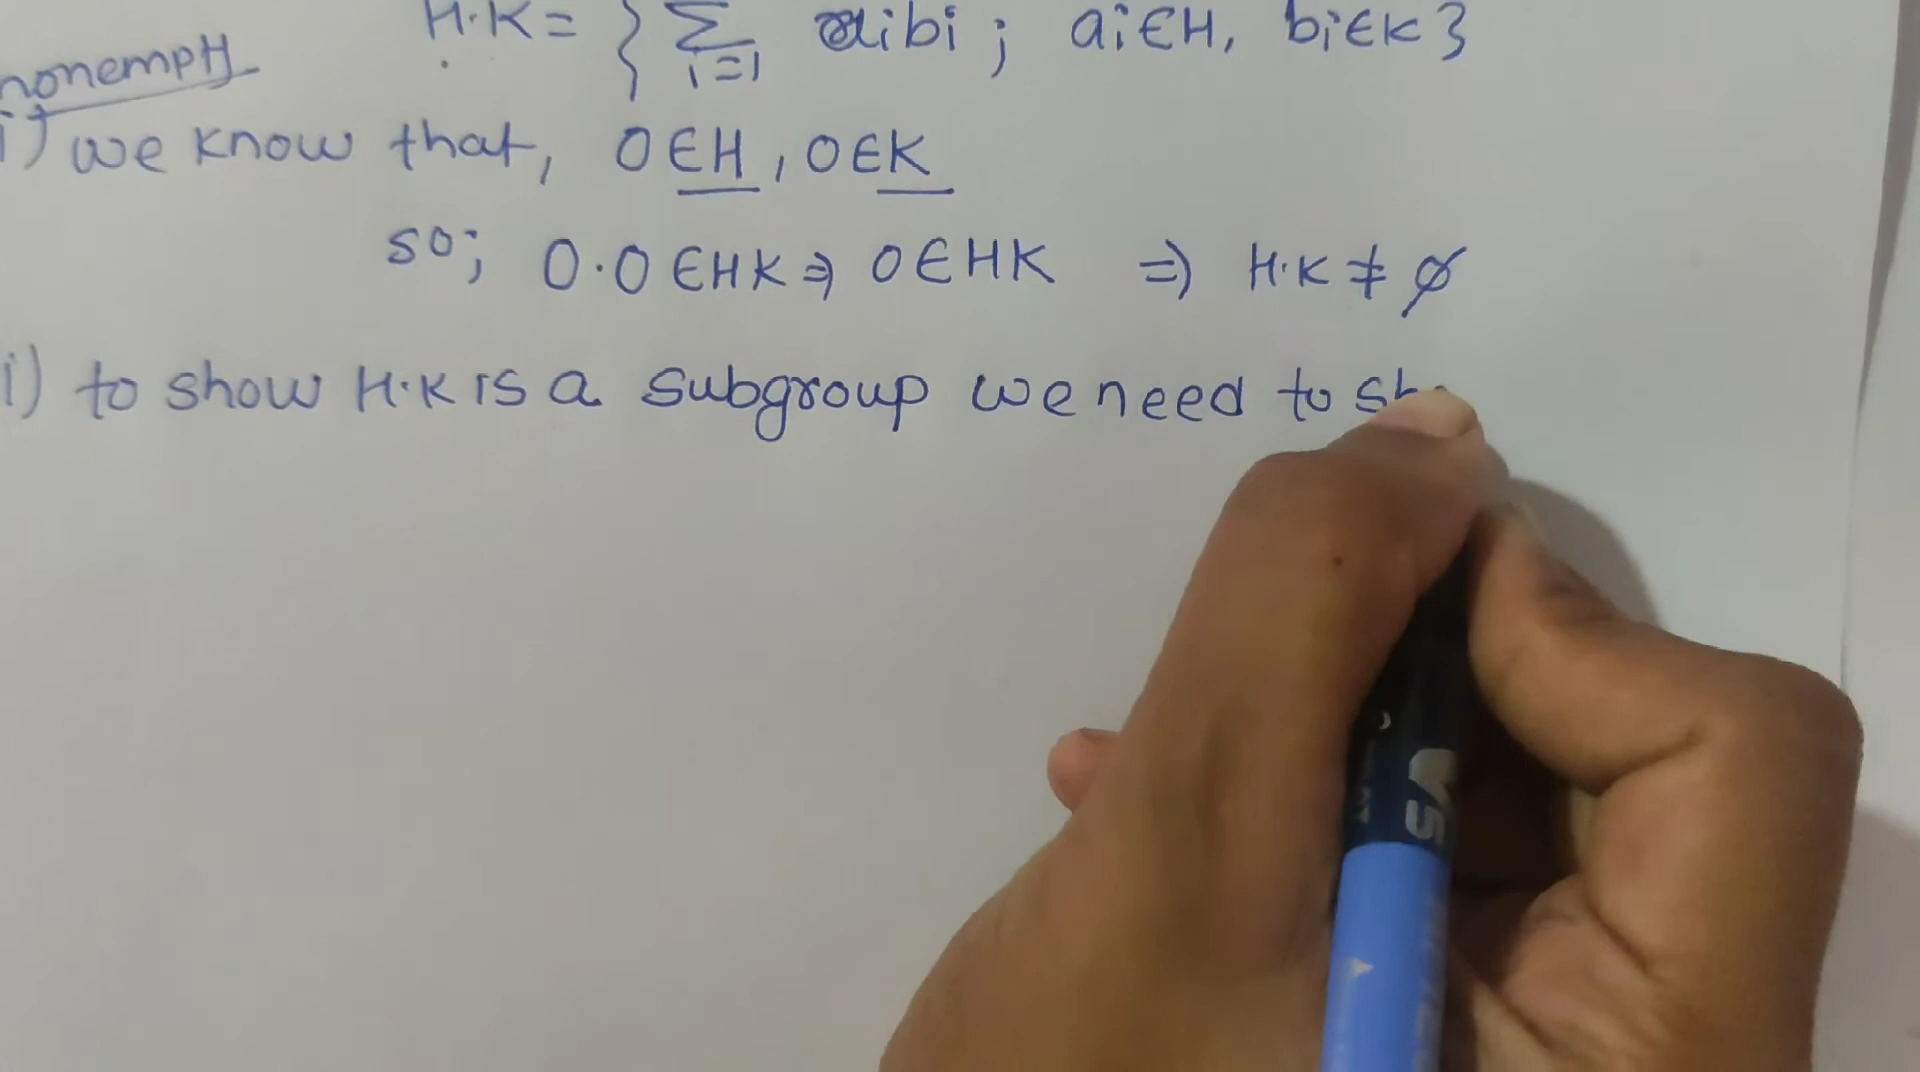 H·K = { Σ i=1 aibi ; ai∈H, bi∈K }
nonempty
i) we know that, 0∈H, 0∈K
so; 0·0∈HK ⇒ 0∈HK ⇒ H·K ≠ ∅
i) to show H·K is a subgroup we need to sh